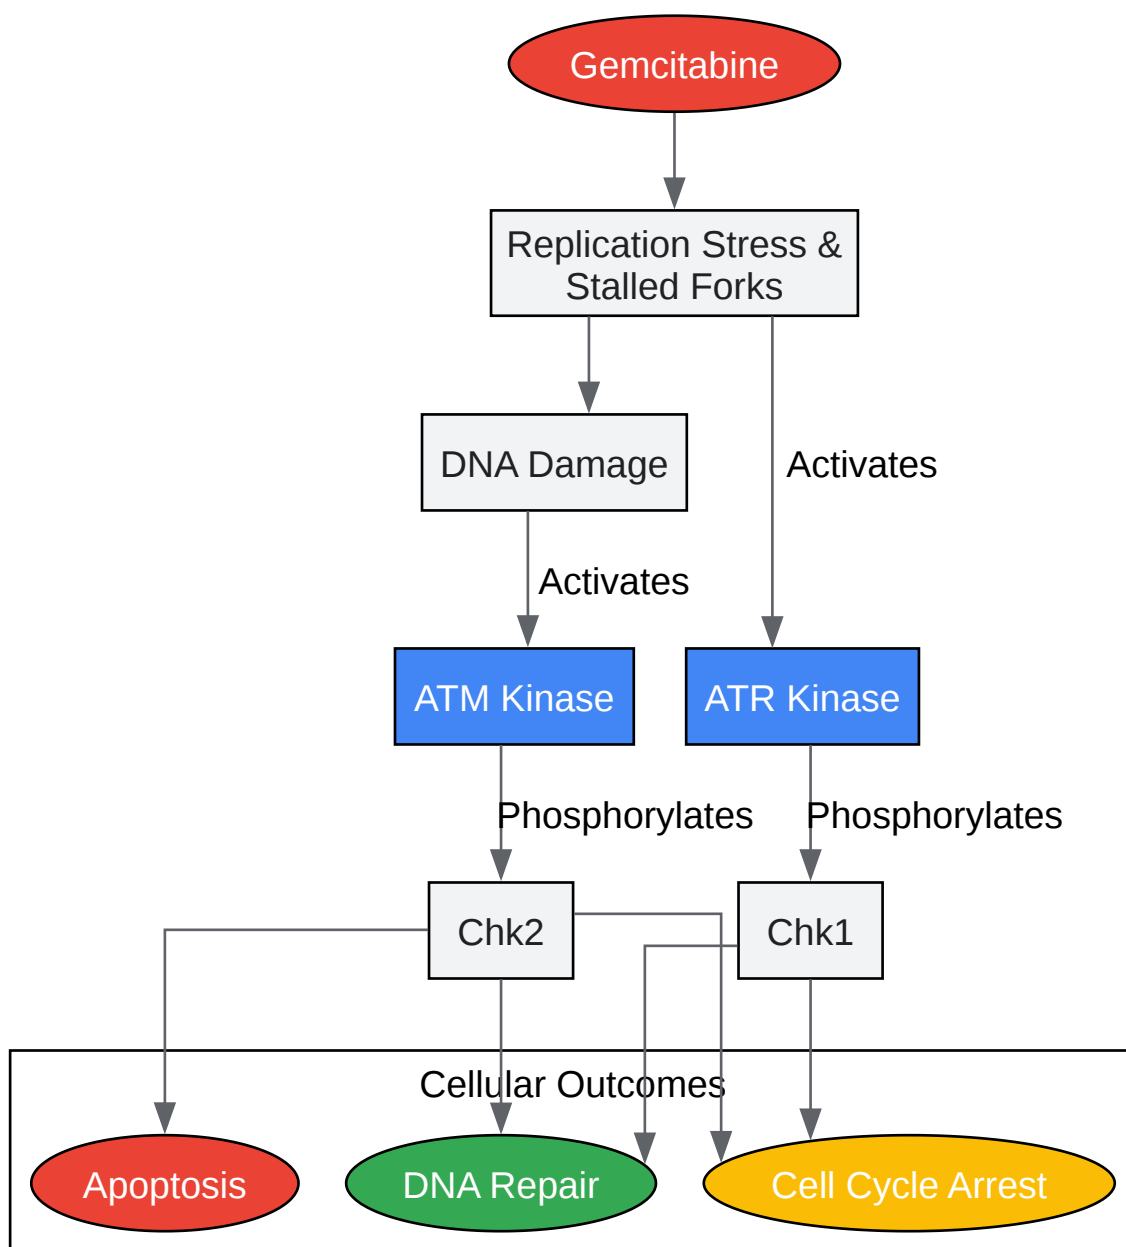 Gemcitabine
Replication Stress &
Stalled Forks
DNA Damage
Activates
Activates
ATM Kinase
ATR Kinase
Phosphorylates
Phosphorylates
Chk2
Chk1
Cellular Outcomes
Apoptosis
DNA Repair
Cell Cycle Arrest